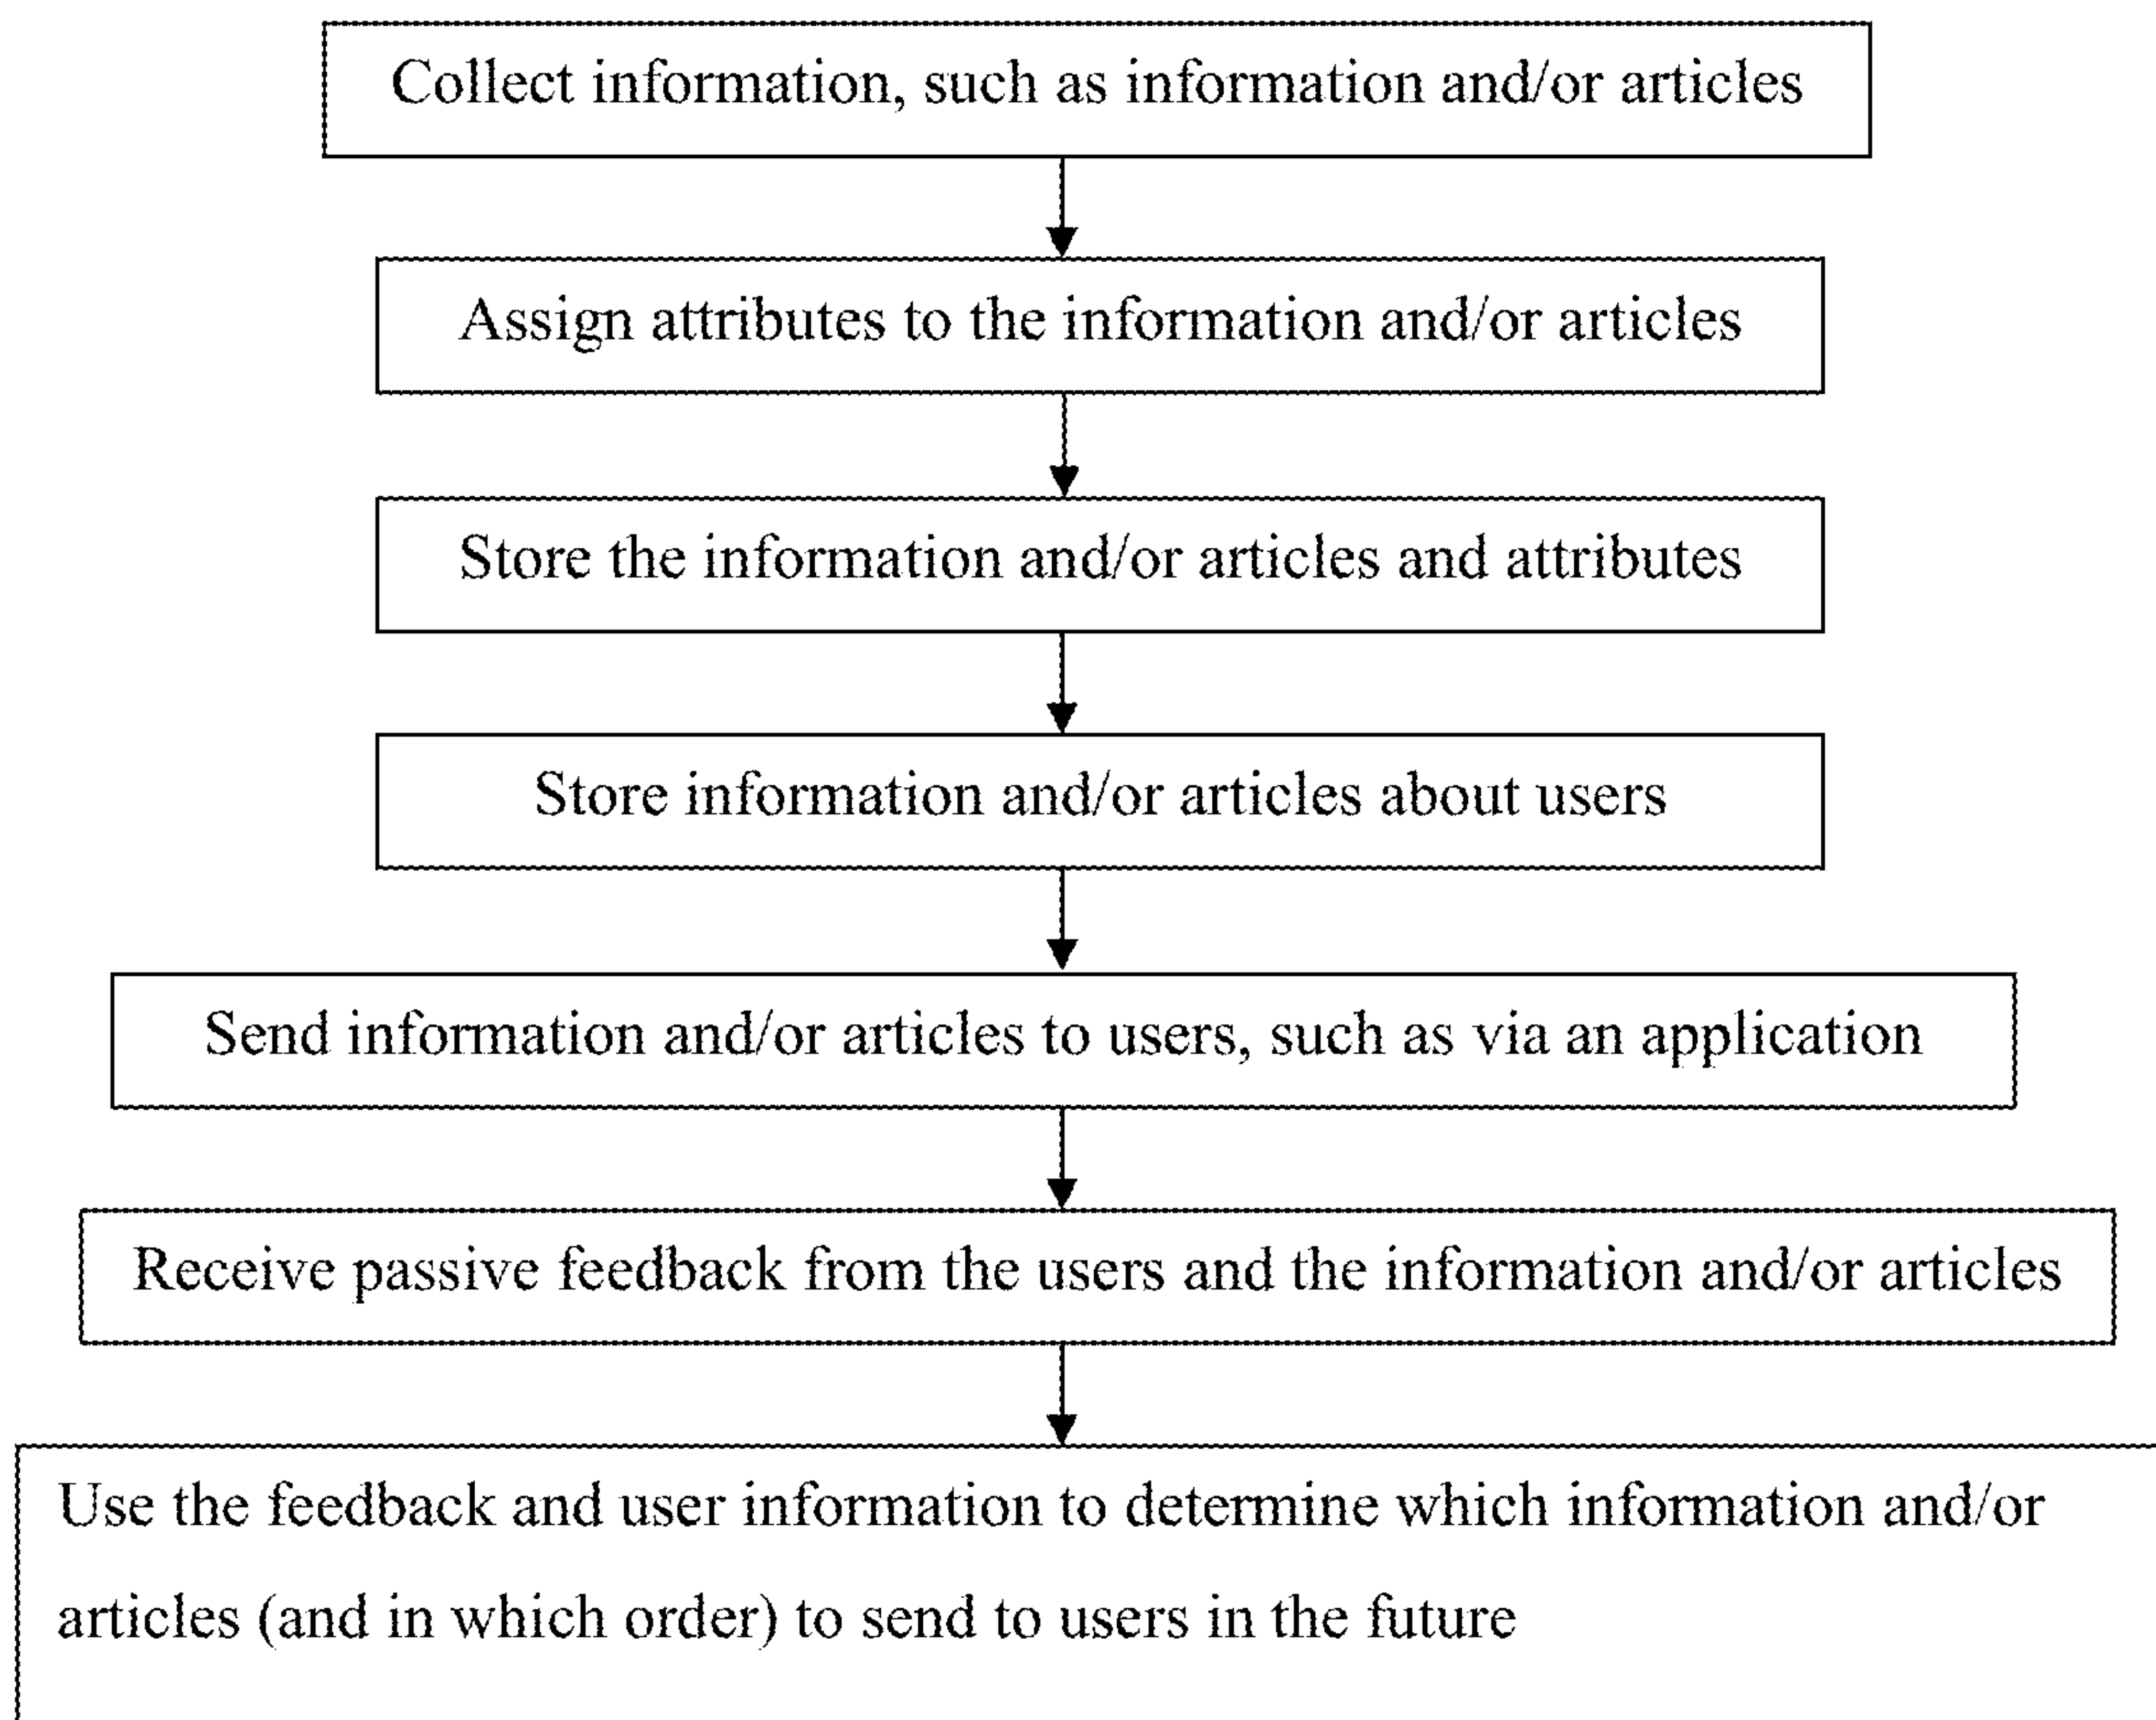 Collect information, such as information and/or articles
Assign attributes to the information and/or articles
Store the information and/or articles and attributes
Store information and/or articles about users
Send information and/or articles to users, such as via an application
Receive passive feedback from the users and the information and/or articles
Use the feedback and user information to determine which information and/or
articles (and in which order) to send to users in the future